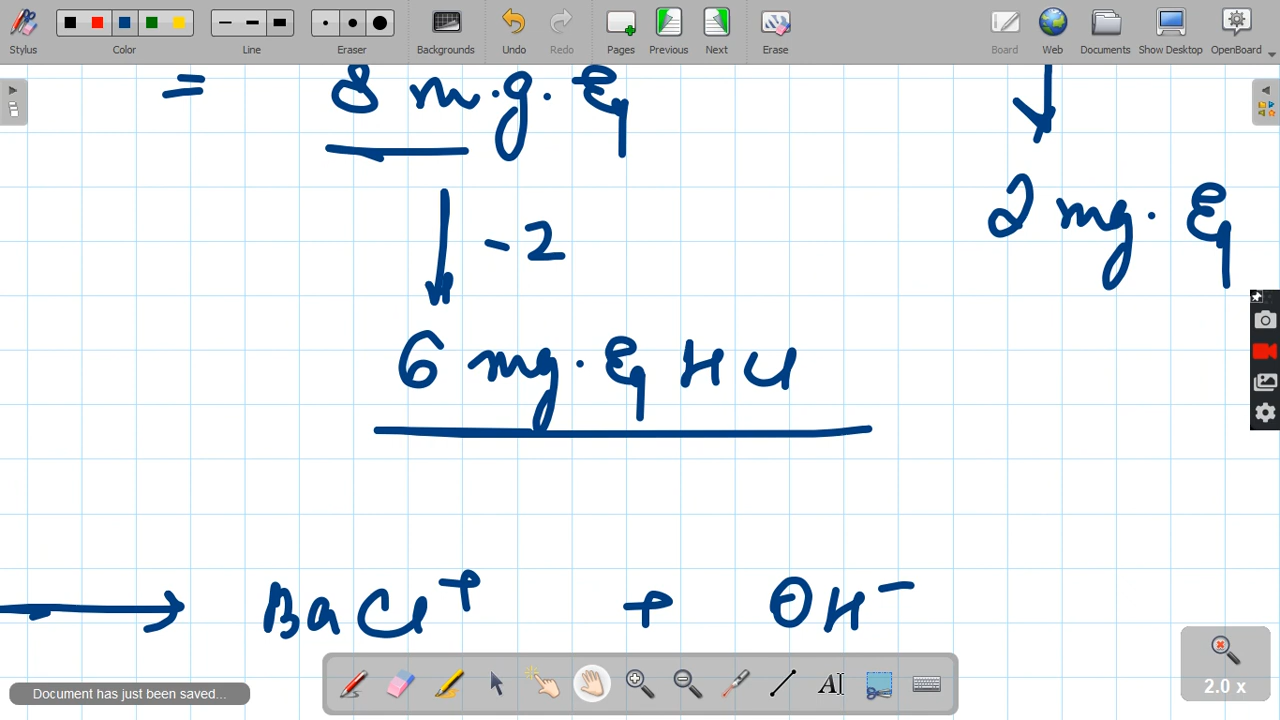 Stylus Color Line Eraser Backgrounds Undo Redo Pages Previous Next Erase Board Web Documents Show Desktop OpenBoard
= 8 m.g. Eq
- 2
2 mg. Eq
6 mg. Eq HCl
BaCl+ + OH-
Document has just been saved...
2.0 x